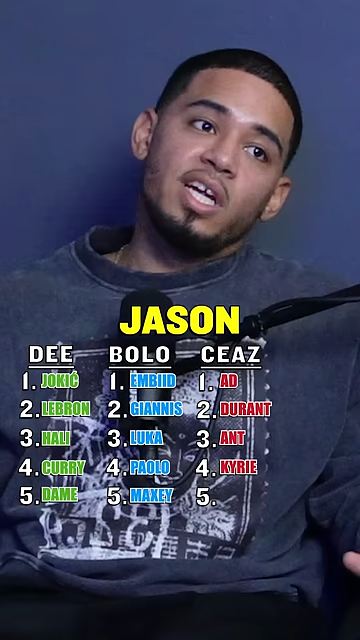 JASON
DEE BOLO CEAZ
1. JOKIĆ 1. EMBIID 1. AD
2. LEBRON 2. GIANNIS 2. DURANT
3. HALI 3. LUKA 3. ANT
4. CURRY 4. PAOLO 4. KYRIE
5. DAME 5. MAXEY 5.